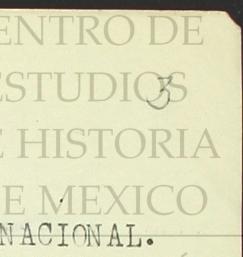 ENTRO DE
ESTUDIOS
3
E HISTORIA
E MEXICO
NACIONAL.